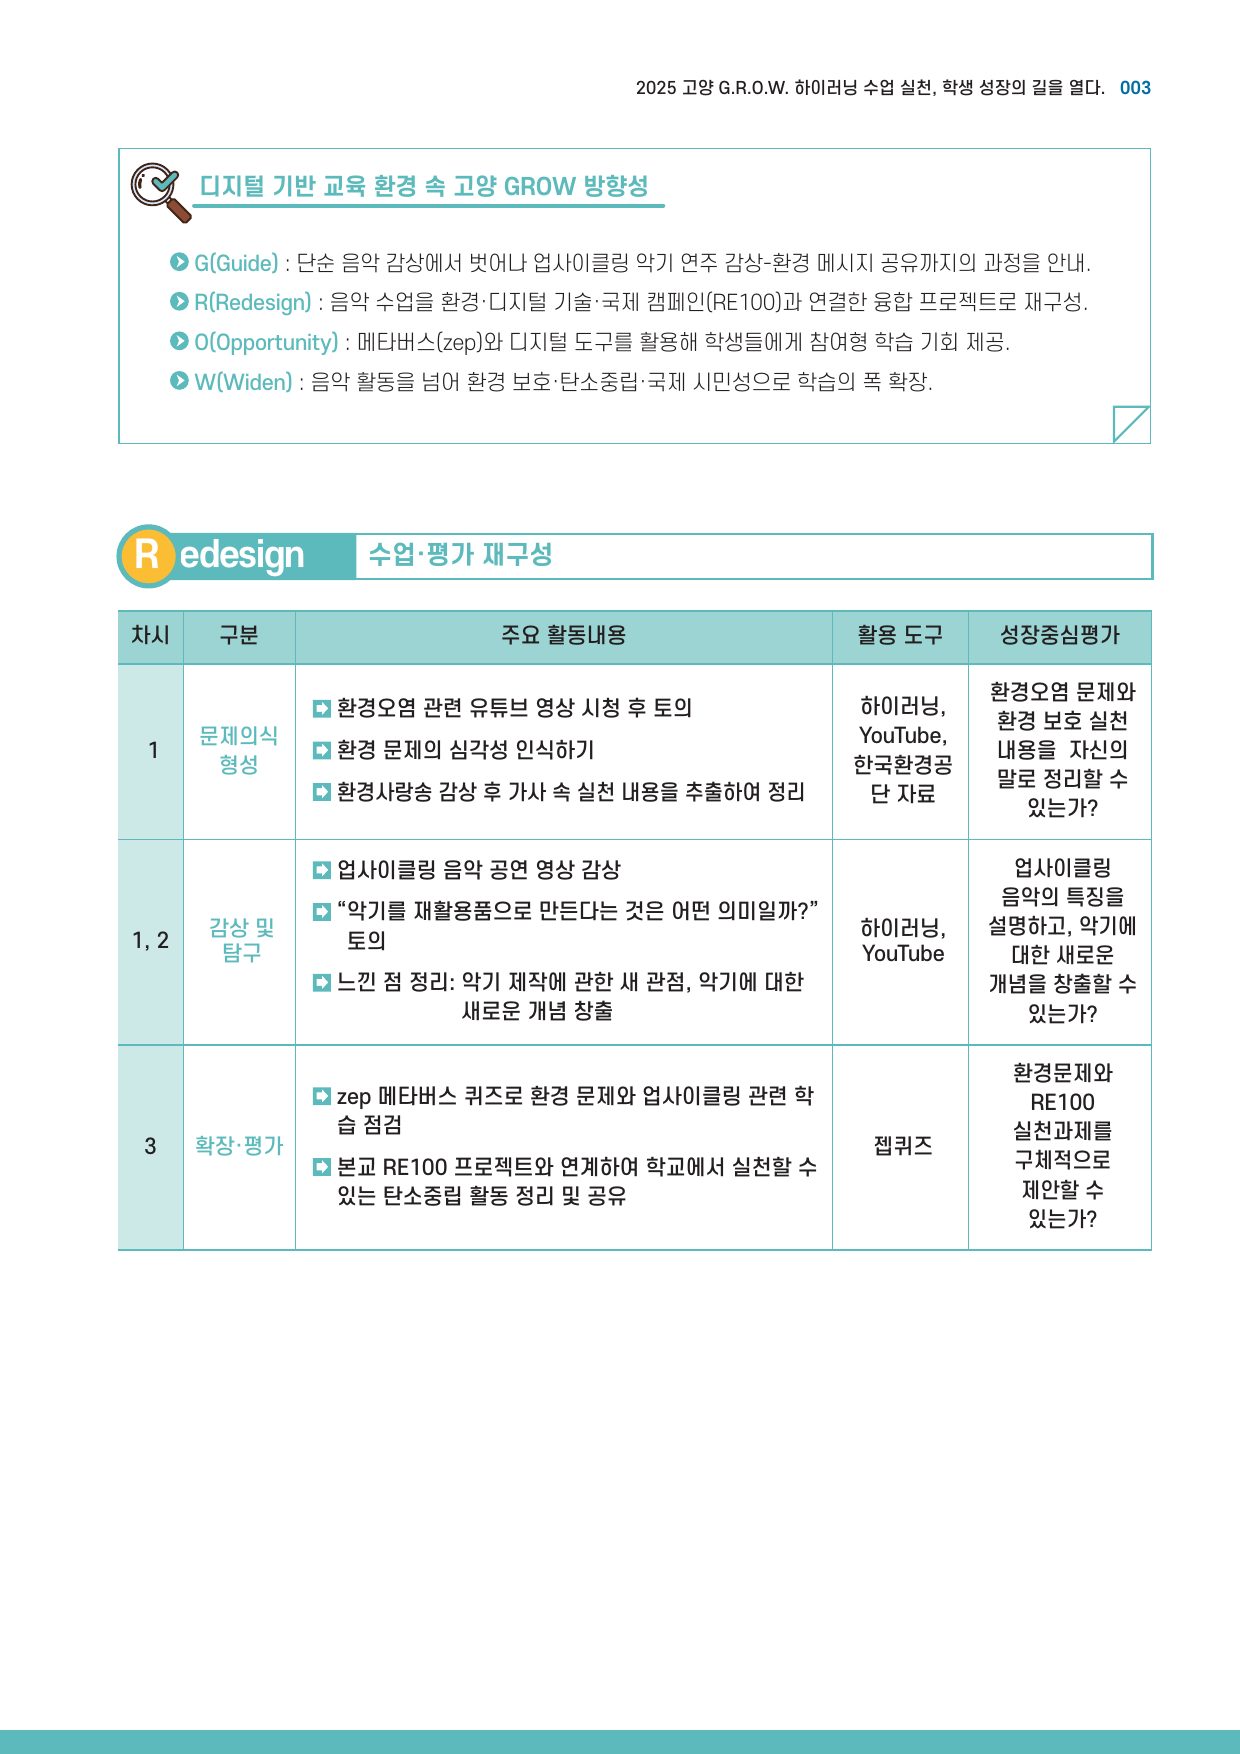 2025 고양 G.R.O.W. 하이러닝 수업 실천, 학생 성장의 길을 열다. 003
디지털 기반 교육 환경 속 고양 GROW 방향성
G(Guide) : 단순 음악 감상에서 벗어나 업사이클링 악기 연주 감상-환경 메시지 공유까지의 과정을 안내.
R(Redesign) : 음악 수업을 환경·디지털 기술·국제 캠페인(RE100)과 연결한 융합 프로젝트로 재구성.
O(Opportunity) : 메타버스(zep)와 디지털 도구를 활용해 학생들에게 참여형 학습 기회 제공.
W(Widen) : 음악 활동을 넘어 환경 보호·탄소중립·국제 시민성으로 학습의 폭 확장.
Redesign 수업·평가 재구성
차시 구분 주요 활동내용 활용 도구 성장중심평가
1
문제의식
형성
환경오염 관련 유튜브 영상 시청 후 토의
환경 문제의 심각성 인식하기
환경사랑송 감상 후 가사 속 실천 내용을 추출하여 정리
하이러닝,
YouTube,
한국환경공
단 자료
환경오염 문제와
환경 보호 실천
내용을 자신의
말로 정리할 수
있는가?
1, 2
감상 및
탐구
업사이클링 음악 공연 영상 감상
“악기를 재활용품으로 만든다는 것은 어떤 의미일까?”
토의
느낀 점 정리: 악기 제작에 관한 새 관점, 악기에 대한
새로운 개념 창출
하이러닝,
YouTube
업사이클링
음악의 특징을
설명하고, 악기에
대한 새로운
개념을 창출할 수
있는가?
3
확장·평가
zep 메타버스 퀴즈로 환경 문제와 업사이클링 관련 학
습 점검
본교 RE100 프로젝트와 연계하여 학교에서 실천할 수
있는 탄소중립 활동 정리 및 공유
젭퀴즈
환경문제와
RE100
실천과제를
구체적으로
제안할 수
있는가?